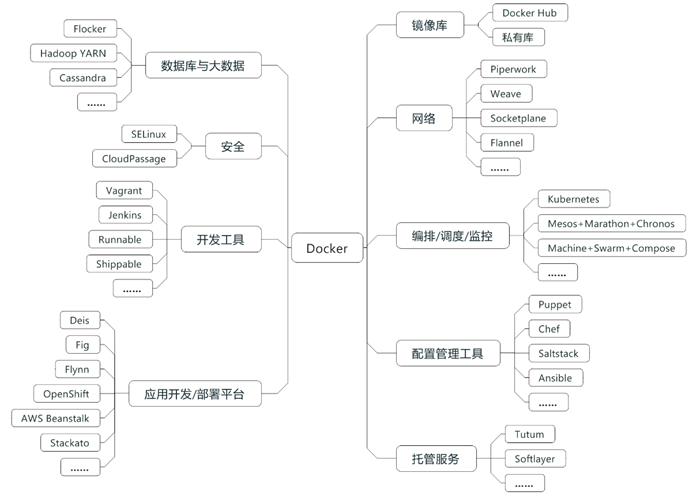 Docker
数据库与大数据
Flocker
Hadoop YARN
Cassandra
......
安全
SELinux
CloudPassage
开发工具
Vagrant
Jenkins
Runnable
Shippable
......
应用开发/部署平台
Deis
Fig
Flynn
OpenShift
AWS Beanstalk
Stackato
......
镜像库
Docker Hub
私有库
网络
Piperwork
Weave
Socketplane
Flannel
......
编排/调度/监控
Kubernetes
Mesos+Marathon+Chronos
Machine+Swarm+Compose
......
配置管理工具
Puppet
Chef
Saltstack
Ansible
......
托管服务
Tutum
Softlayer
......